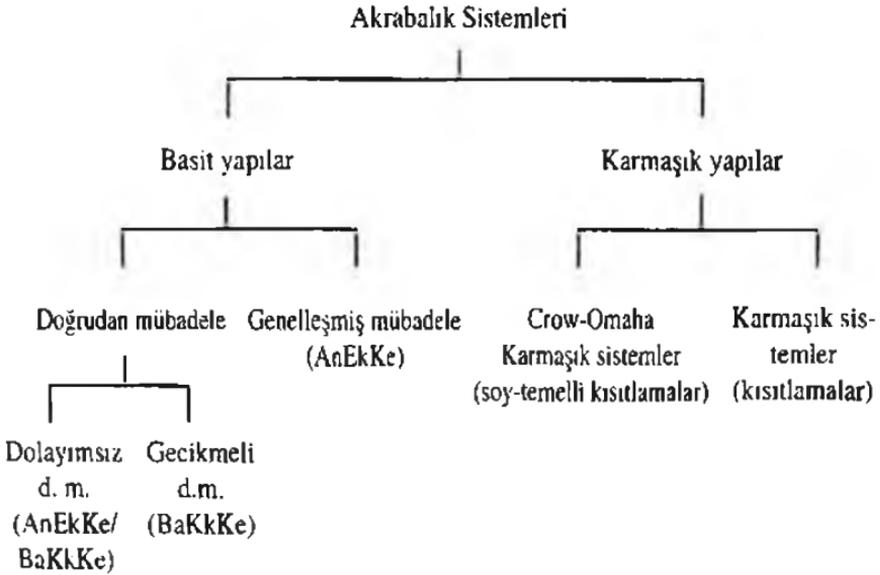 Akrabalık Sistemleri
Basit yapılar
Karmaşık yapılar
Doğrudan mübadele
Genelleşmiş mübadele
(AnEkKe)
Crow-Omaha
Karmaşık sistemler
(soy-temelli kısıtlamalar)
Karmaşık sis-
temler
(kısıtlamalar)
Dolayımsız
d. m.
(AnEkKe/
BaKkKe)
Gecikmeli
d.m.
(BaKkKe)